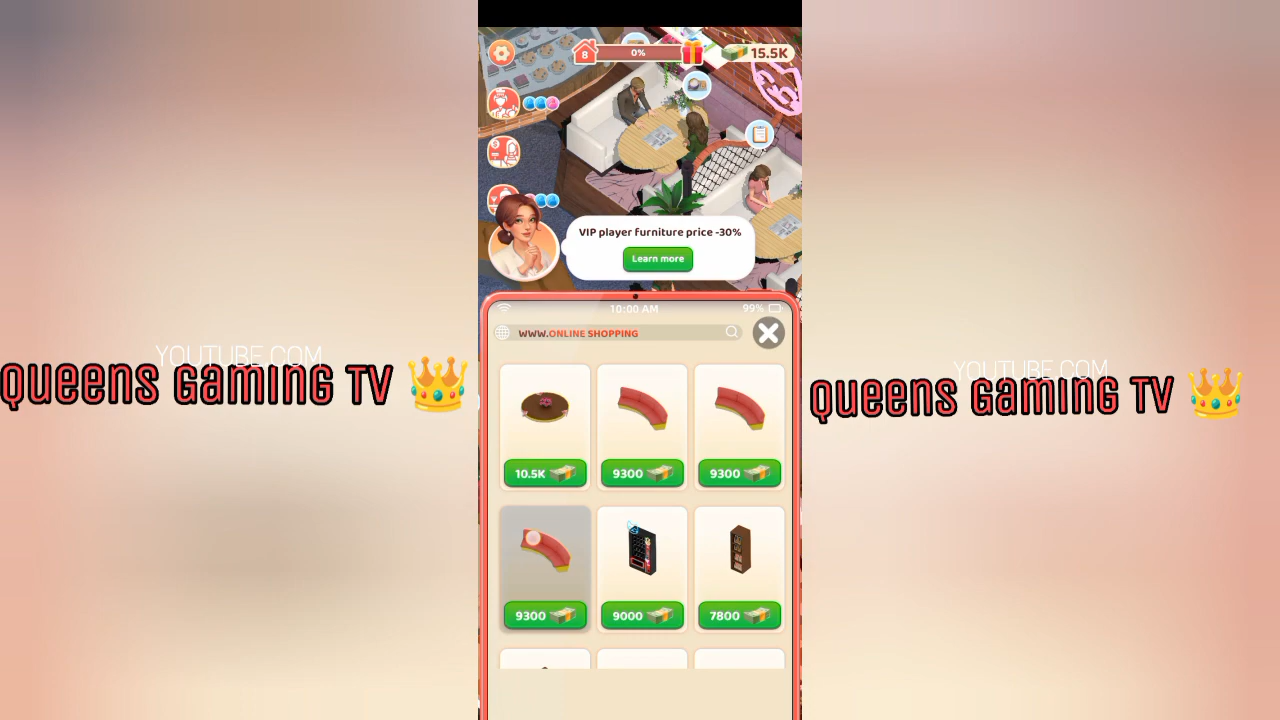 8
0%
15.5K
VIP player furniture price -30%
Learn more
10:00 AM
99%
WWW.ONLINE SHOPPING
10.5K
9300
9300
9300
9000
7800
YOUTUBE.COM
QUEENS GAMING TV 👑
YOUTUBE.COM
QUEENS GAMING TV 👑